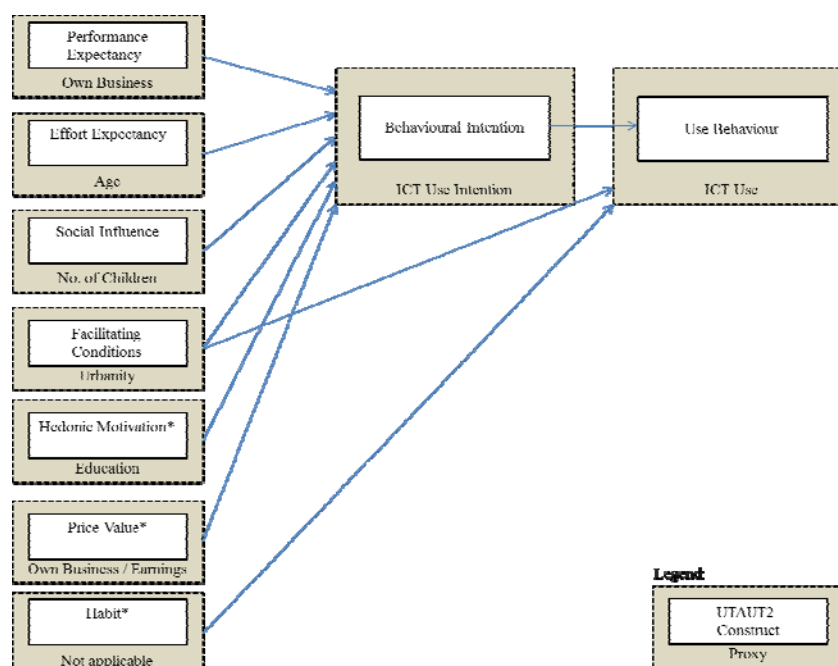 Performance
Expectancy
Own Business
Effort Expectancy
Age
Social Influence
No. of Children
Facilitating
Conditions
Urbanity
Hedonic Motivation*
Education
Price Value*
Own Business / Earnings
Habit*
Not applicable
Behavioural Intention
ICT Use Intention
Use Behaviour
ICT Use
Legend:
UTAUT2
Construct
Proxy